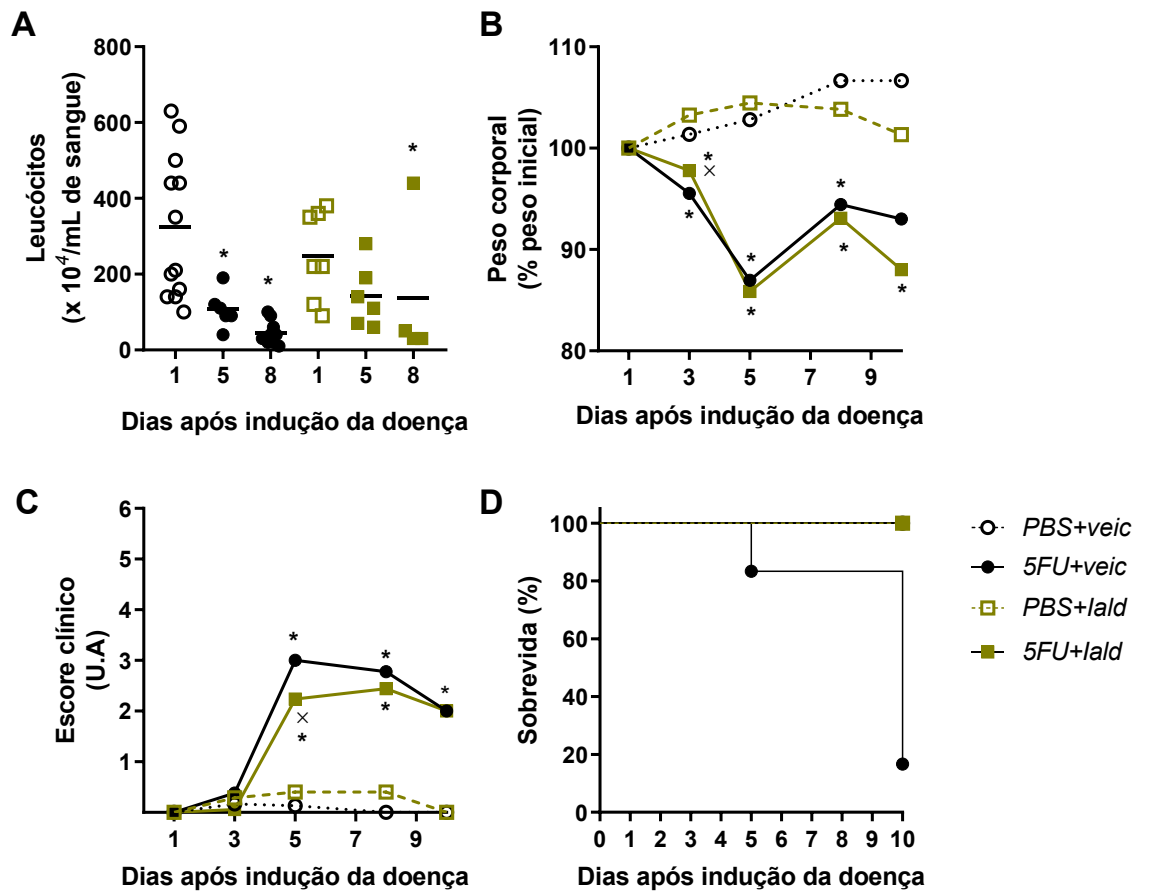 A
Leucócitos
(x 10⁴/mL de sangue)
800
600
400
200
0
*
*
*
1 5 8 1 5 8
Dias após indução da doença
B
Peso corporal
(% peso inicial)
110
100
90
80
*
×
*
*
*
*
*
*
1 3 5 7 9
Dias após indução da doença
C
Escore clínico
(U.A)
6
5
4
3
2
1
*
*
*
×
*
*
1 3 5 7 9
Dias após indução da doença
D
Sobrevida (%)
100
80
60
40
20
0
0 1 2 3 4 5 6 7 8 9 10
Dias após indução da doença
PBS+veic
5FU+veic
PBS+Iald
5FU+Iald